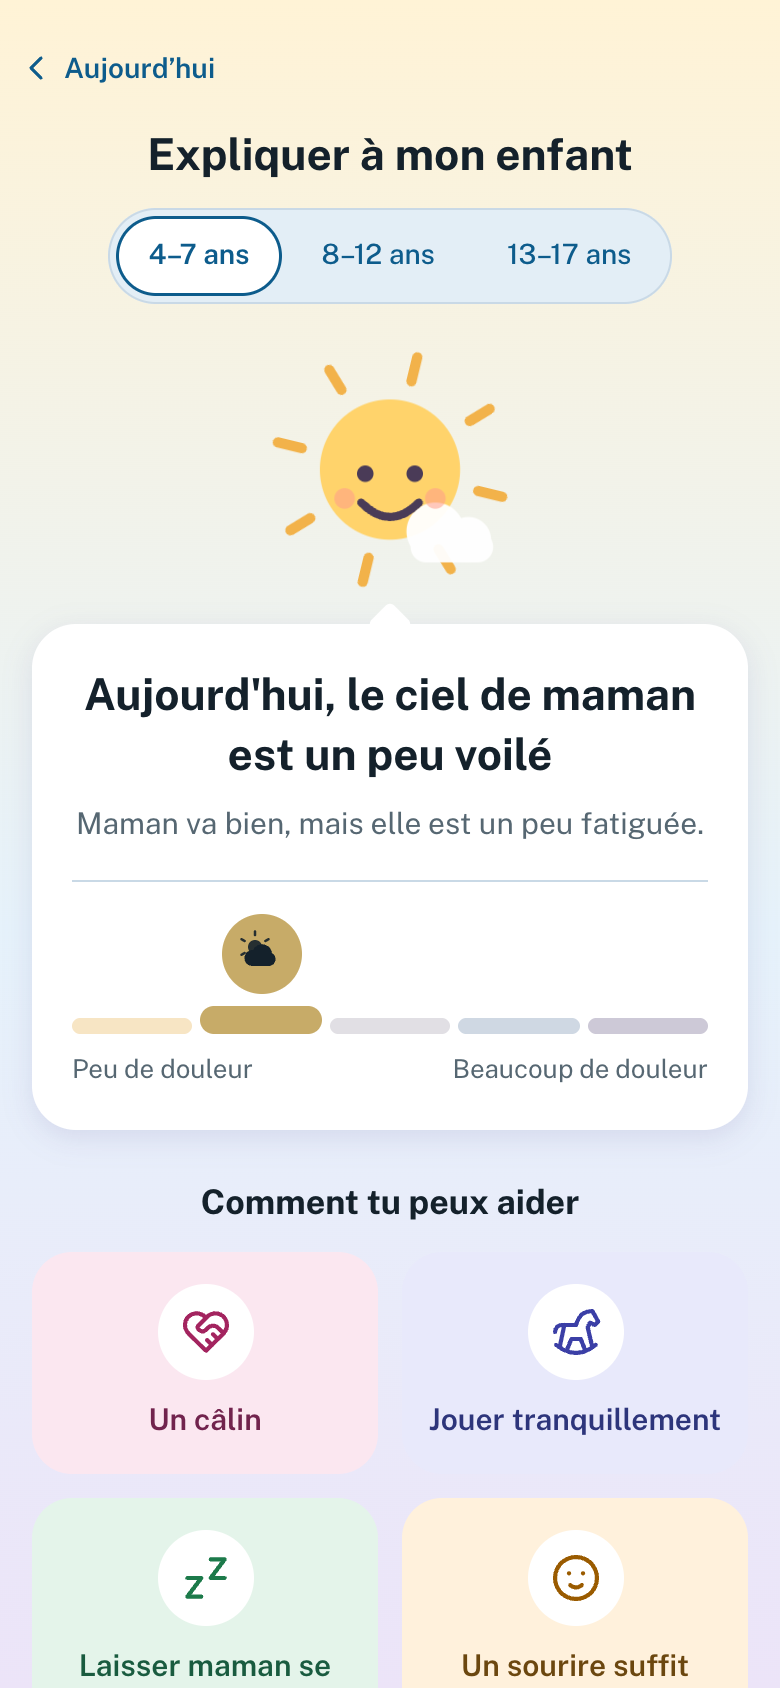 Aujourd’hui
Expliquer à mon enfant
4–7 ans
8–12 ans
13–17 ans
Aujourd'hui, le ciel de maman
est un peu voilé
Maman va bien, mais elle est un peu fatiguée.
Peu de douleur
Beaucoup de douleur
Comment tu peux aider
Un câlin
Jouer tranquillement
zZ
Laisser maman se
Un sourire suffit